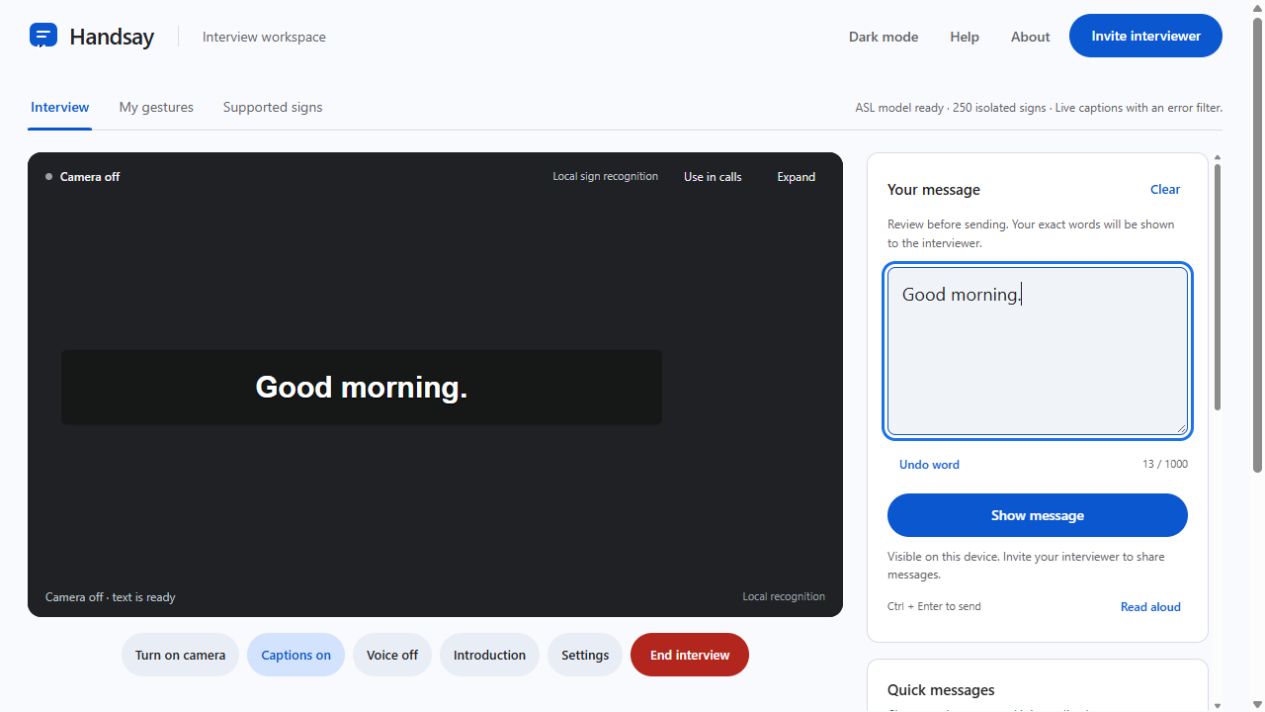 Handsay
Interview workspace
Dark mode
Help
About
Invite interviewer
Interview
My gestures
Supported signs
ASL model ready · 250 isolated signs · Live captions with an error filter.
Camera off
Local sign recognition
Use in calls
Expand
Good morning.
Camera off · text is ready
Local recognition
Turn on camera
Captions on
Voice off
Introduction
Settings
End interview
Your message
Clear
Review before sending. Your exact words will be shown
to the interviewer.
Good morning.
Undo word
13 / 1000
Show message
Visible on this device. Invite your interviewer to share
messages.
Ctrl + Enter to send
Read aloud
Quick messages